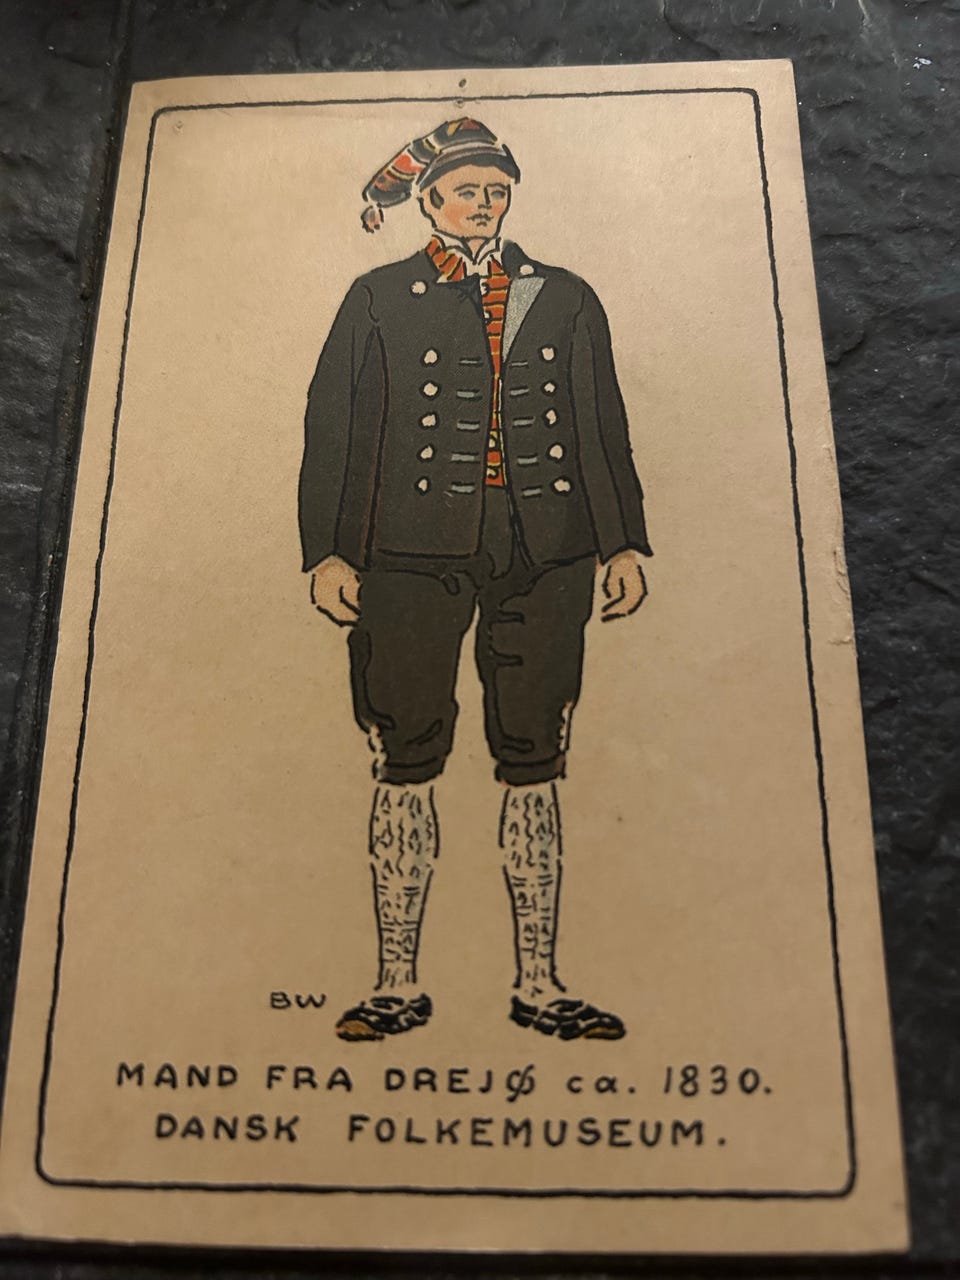 BW
MAND FRA DREJØ ca. 1830.
DANSK FOLKEMUSEUM.